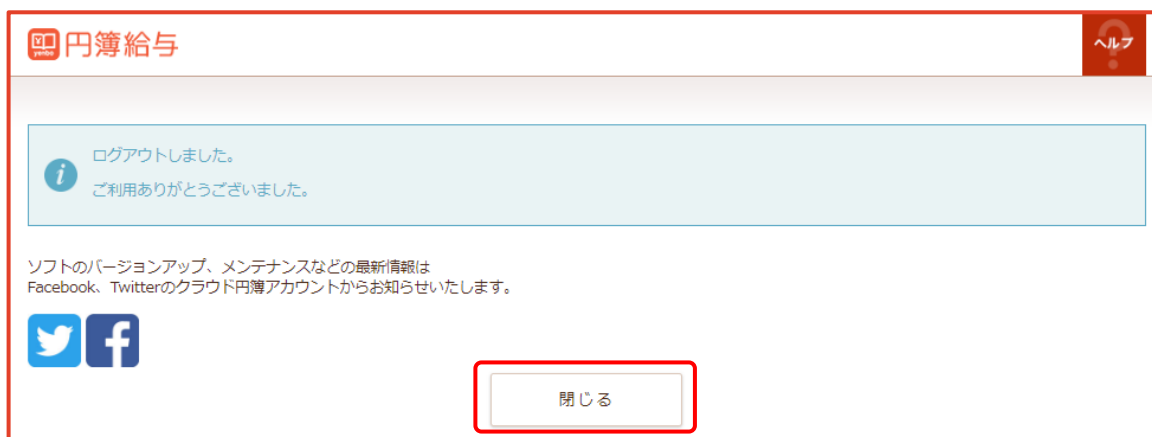 円簿給与
ヘルプ
ログアウトしました。
ご利用ありがとうございました。
ソフトのバージョンアップ、メンテナンスなどの最新情報は
Facebook、Twitterのクラウド円簿アカウントからお知らせいたします。
閉じる